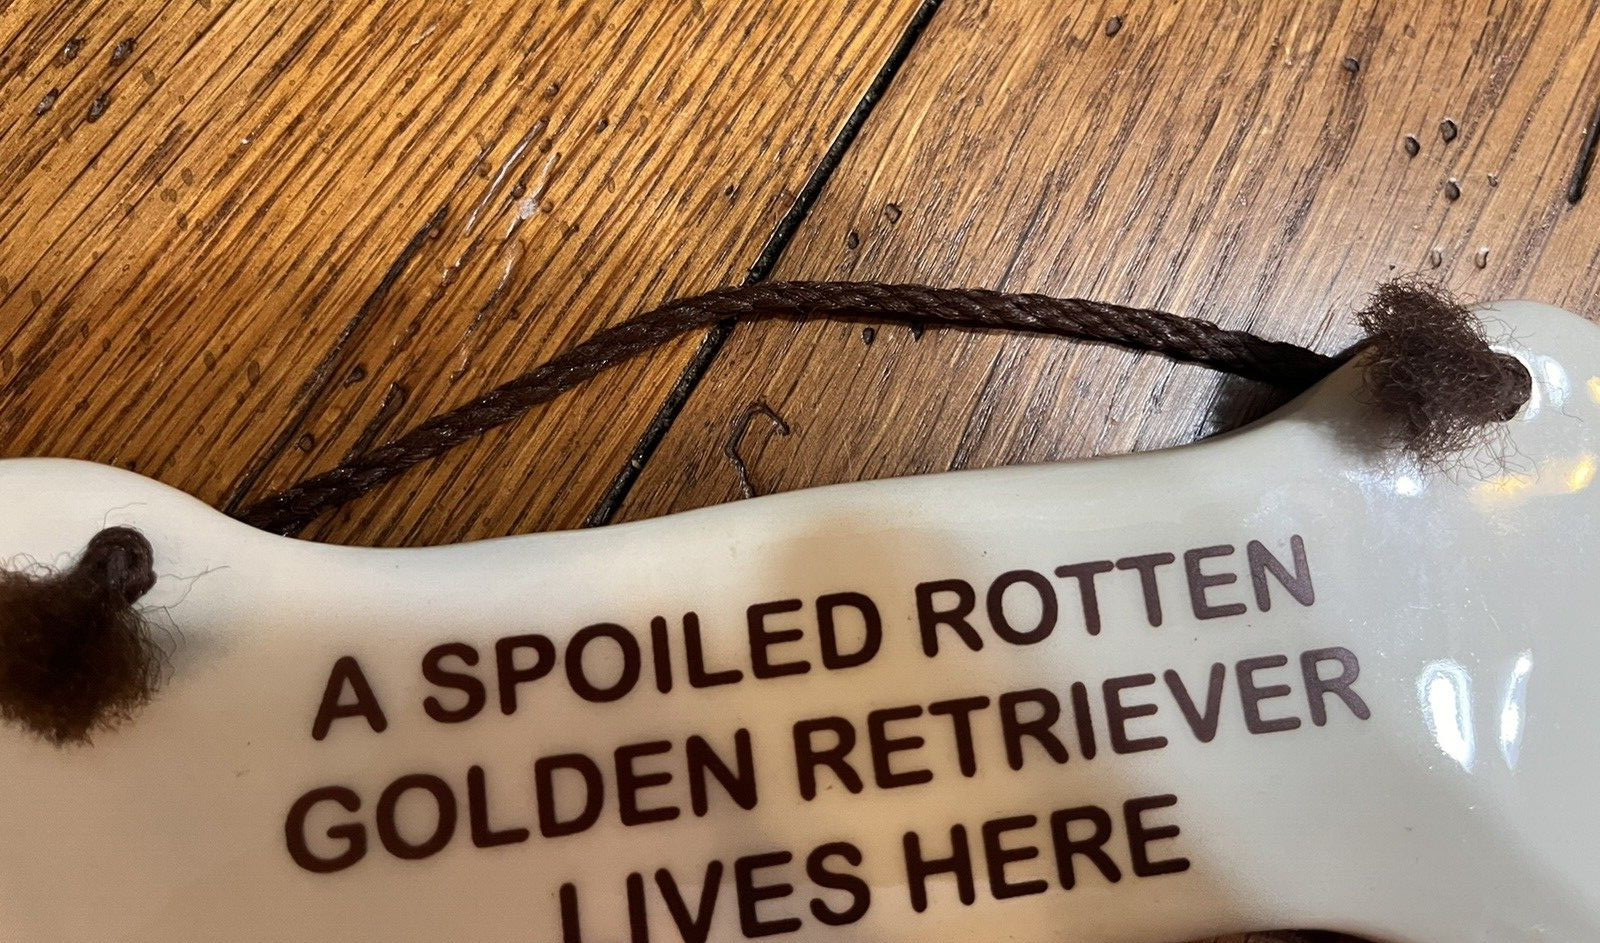 A SPOILED ROTTEN
GOLDEN RETRIEVER
LIVES HERE